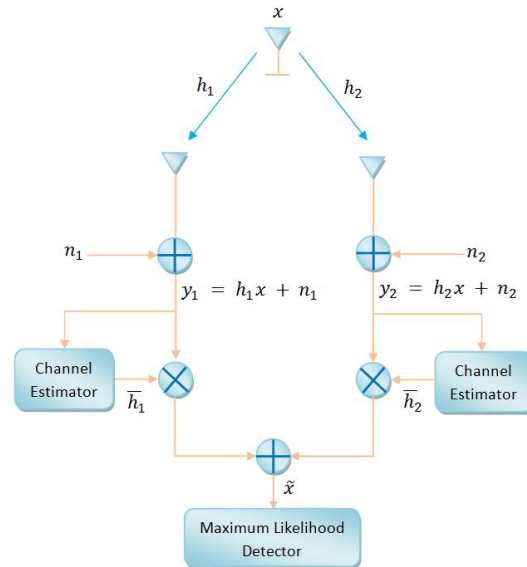 x
h₁
h₂
n₁
n₂
y₁ = h₁x + n₁
y₂ = h₂x + n₂
Channel
Estimator
h̅₁
h̅₂
Channel
Estimator
x̃
Maximum Likelihood
Detector